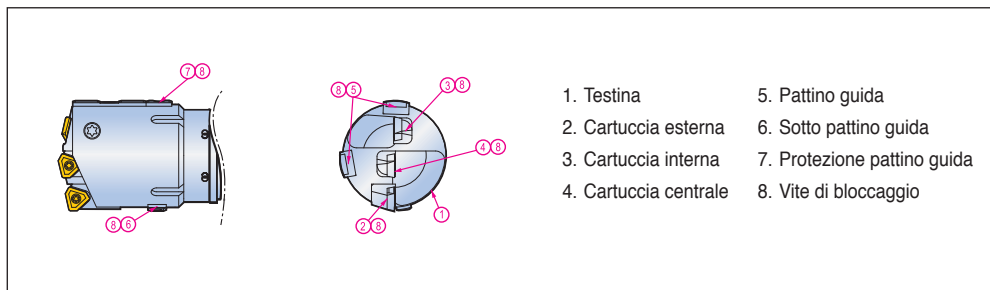 7 8
8 5
3 8
4 8
8 6
2 8
1
1. Testina
2. Cartuccia esterna
3. Cartuccia interna
4. Cartuccia centrale
5. Pattino guida
6. Sotto pattino guida
7. Protezione pattino guida
8. Vite di bloccaggio